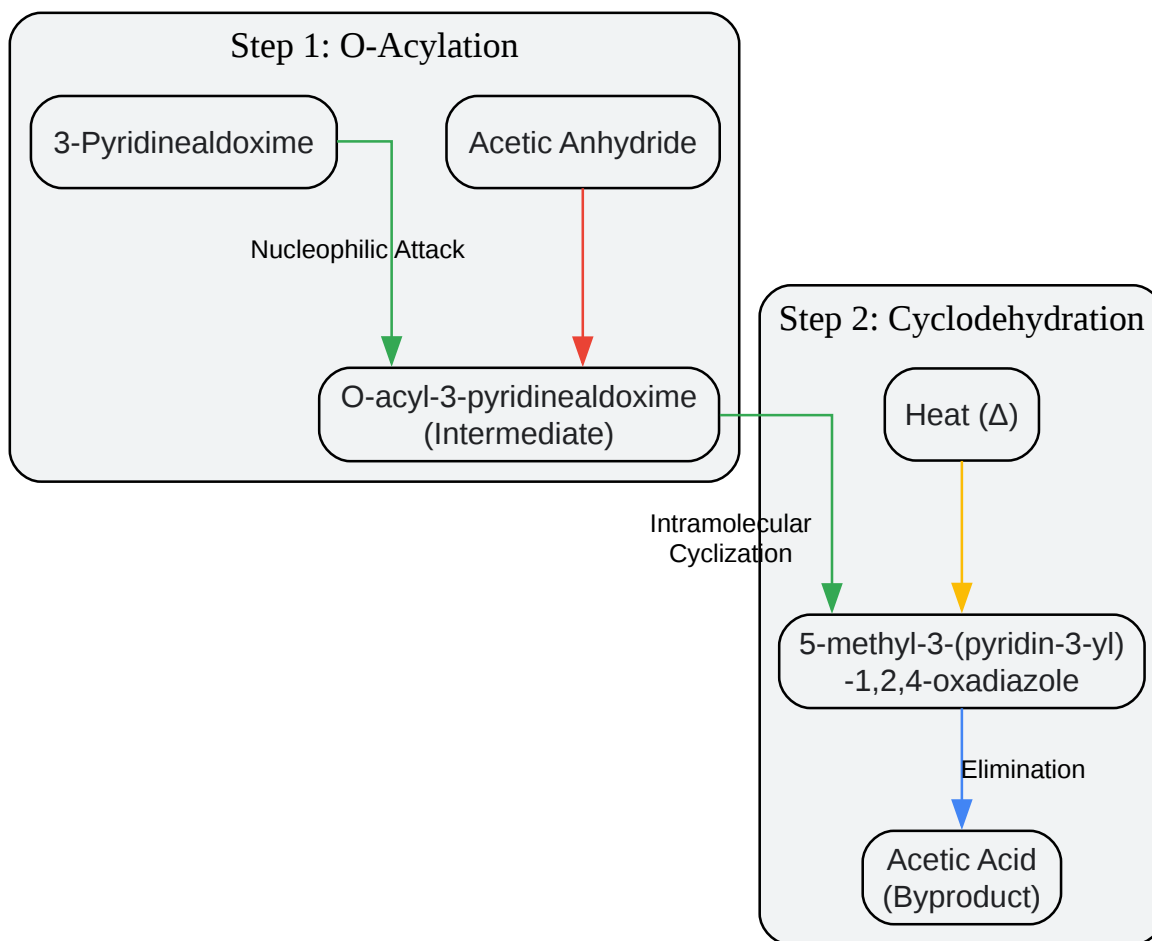 Step 1: O-Acylation
3-Pyridinealdoxime
Acetic Anhydride
Nucleophilic Attack
O-acyl-3-pyridinealdoxime
(Intermediate)
Step 2: Cyclodehydration
Heat (Δ)
Intramolecular
Cyclization
5-methyl-3-(pyridin-3-yl)
-1,2,4-oxadiazole
Elimination
Acetic Acid
(Byproduct)